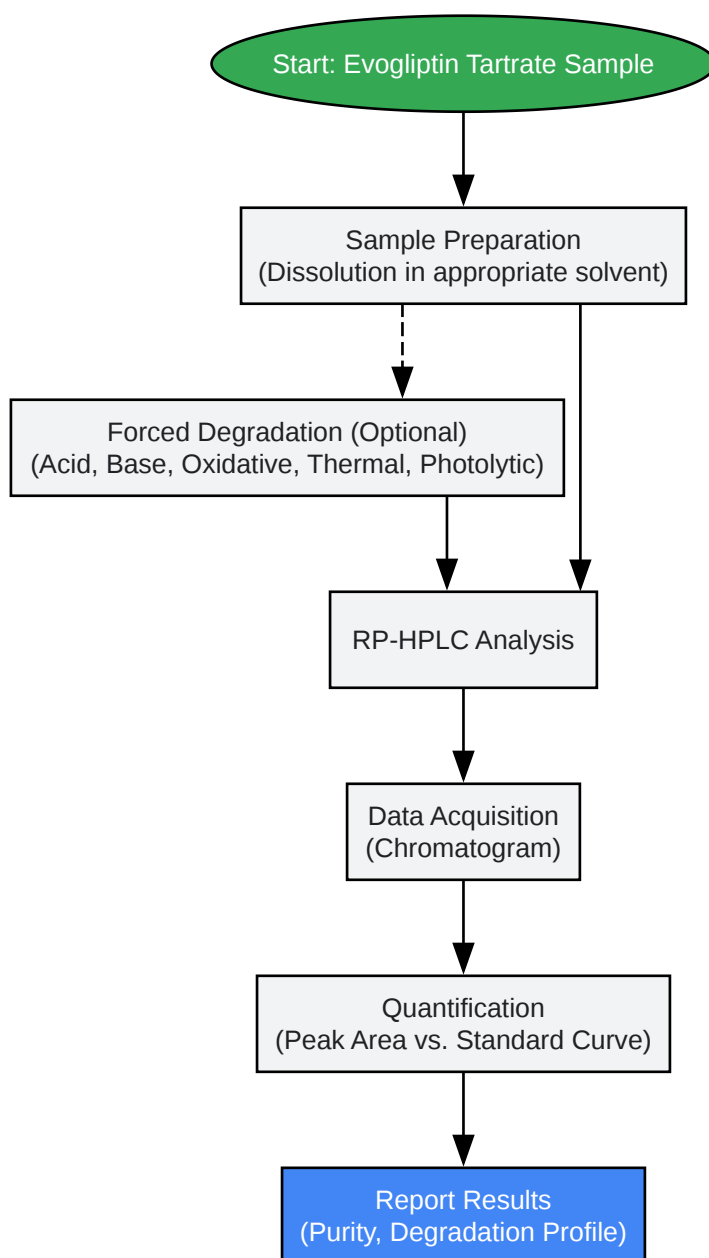 Start: Evogliptin Tartrate Sample
Sample Preparation
(Dissolution in appropriate solvent)
Forced Degradation (Optional)
(Acid, Base, Oxidative, Thermal, Photolytic)
RP-HPLC Analysis
Data Acquisition
(Chromatogram)
Quantification
(Peak Area vs. Standard Curve)
Report Results
(Purity, Degradation Profile)